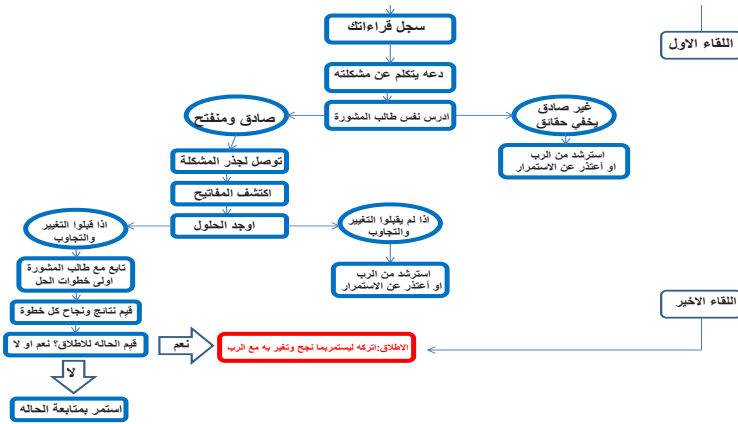 سجل قراءاتك
اللقاء الاول
دعه يتكلم عن مشكلته
غير صادق
يخفي حقائق
ادرس نفس طالب المشورة
صادق ومنفتح
استرشد من الرب
او أعتذر عن الاستمرار
توصل لجذر المشكلة
اكتشف المفاتيح
اوجد الحلول
اذا لم يقبلوا التغيير
والتجاوب
اذا قبلوا التغيير
والتجاوب
استرشد من الرب
او أعتذر عن الاستمرار
تابع مع طالب المشورة
اولى خطوات الحل
قيم نتائج ونجاح كل خطوة
اللقاء الاخير
قيم الحاله للاطلاق؟ نعم او لا
نعم
الاطلاق:اتركه ليستمربما نجح وتغير به مع الرب
لا
استمر بمتابعة الحاله